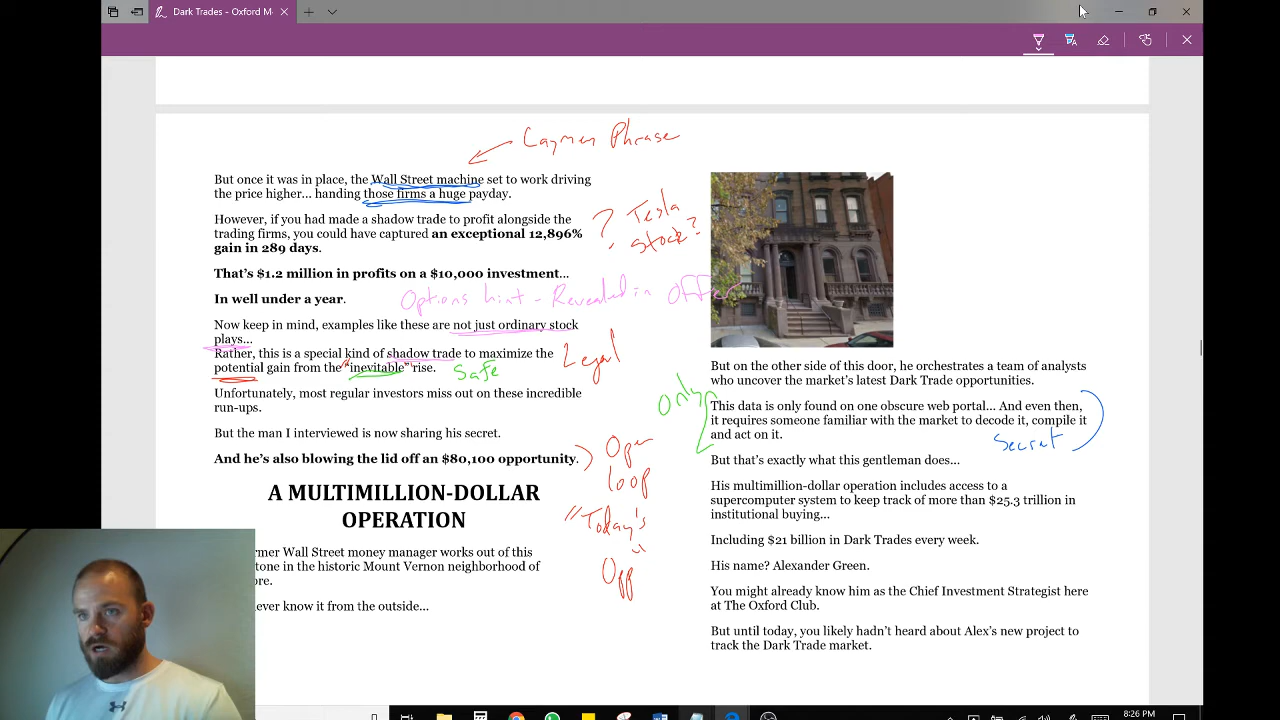 Dark Trades - Oxford M
Laymen Phrase
But once it was in place, the Wall Street machine set to work driving
the price higher... handing those firms a huge payday.
However, if you had made a shadow trade to profit alongside the
trading firms, you could have captured an exceptional 12,896%
gain in 289 days.
? Tesla
Stock?
That's $1.2 million in profits on a $10,000 investment...
In well under a year.
Options hint - Revealed in Offer
Now keep in mind, examples like these are not just ordinary stock
plays...
Rather, this is a special kind of shadow trade to maximize the
potential gain from the "inevitable" rise.
Legal
Safe
Unfortunately, most regular investors miss out on these incredible
run-ups.
But the man I interviewed is now sharing his secret.
And he's also blowing the lid off an $80,100 opportunity.
Open
loop
"Today's
Opp"
A MULTIMILLION-DOLLAR
OPERATION
rmer Wall Street money manager works out of this
tone in the historic Mount Vernon neighborhood of
ore.
ever know it from the outside...
But on the other side of this door, he orchestrates a team of analysts
who uncover the market's latest Dark Trade opportunities.
Only
This data is only found on one obscure web portal... And even then,
it requires someone familiar with the market to decode it, compile it
and act on it.
Secret
But that's exactly what this gentleman does...
His multimillion-dollar operation includes access to a
supercomputer system to keep track of more than $25.3 trillion in
institutional buying...
Including $21 billion in Dark Trades every week.
His name? Alexander Green.
You might already know him as the Chief Investment Strategist here
at The Oxford Club.
But until today, you likely hadn't heard about Alex's new project to
track the Dark Trade market.
8:26 PM